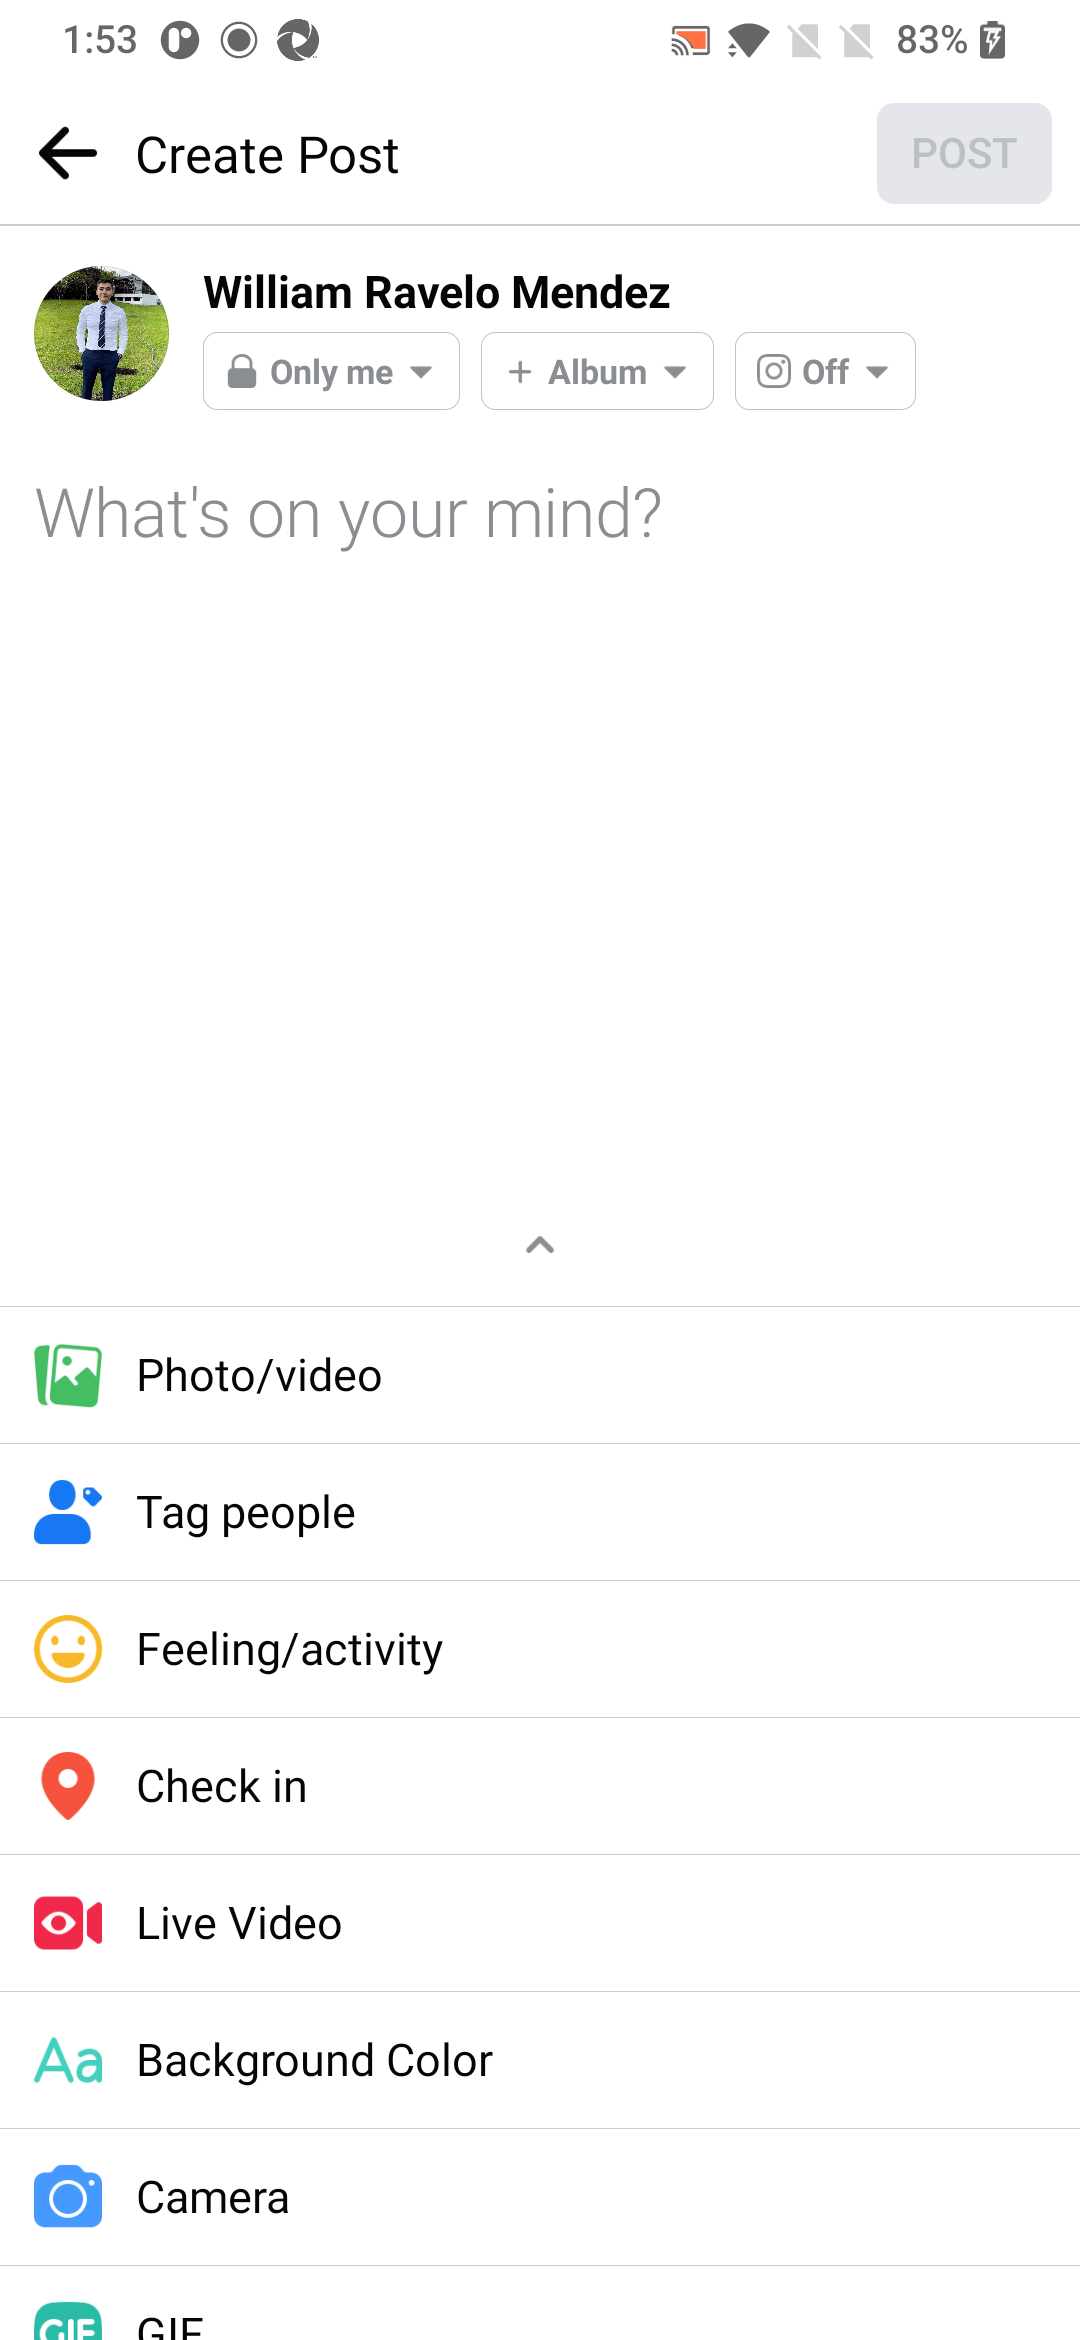 1:53
83%
Create Post
POST
William Ravelo Mendez
Only me
+ Album
Off
What's on your mind?
Photo/video
Tag people
Feeling/activity
Check in
Live Video
Aa Background Color
Camera
GIF GIF